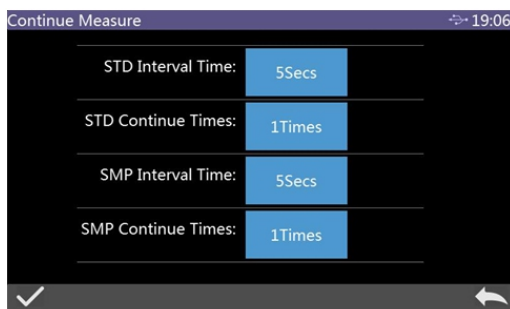 Continue Measure 19:06
STD Interval Time: 5Secs
STD Continue Times: 1Times
SMP Interval Time: 5Secs
SMP Continue Times: 1Times